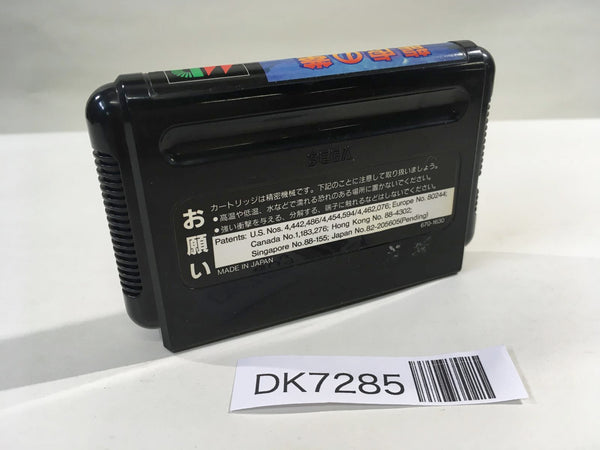 龍虎の拳
SEGA
お願い
カートリッジは精密機械です。下記のことに注意して取り扱いましょう。
●高温や低温、水などで濡れる恐れのある場所に置かないでください。
●強い衝撃を与える、分解する、端子に触れるなどはしないでください。
Patents: U.S. Nos. 4,442,486/4,454,594/4,462,076; Europe No. 80244;
Canada No.1,183,276; Hong Kong No. 88-4302;
Singapore No.88-155; Japan No.82-205605(Pending)
MADE IN JAPAN
670-1630
DK7285